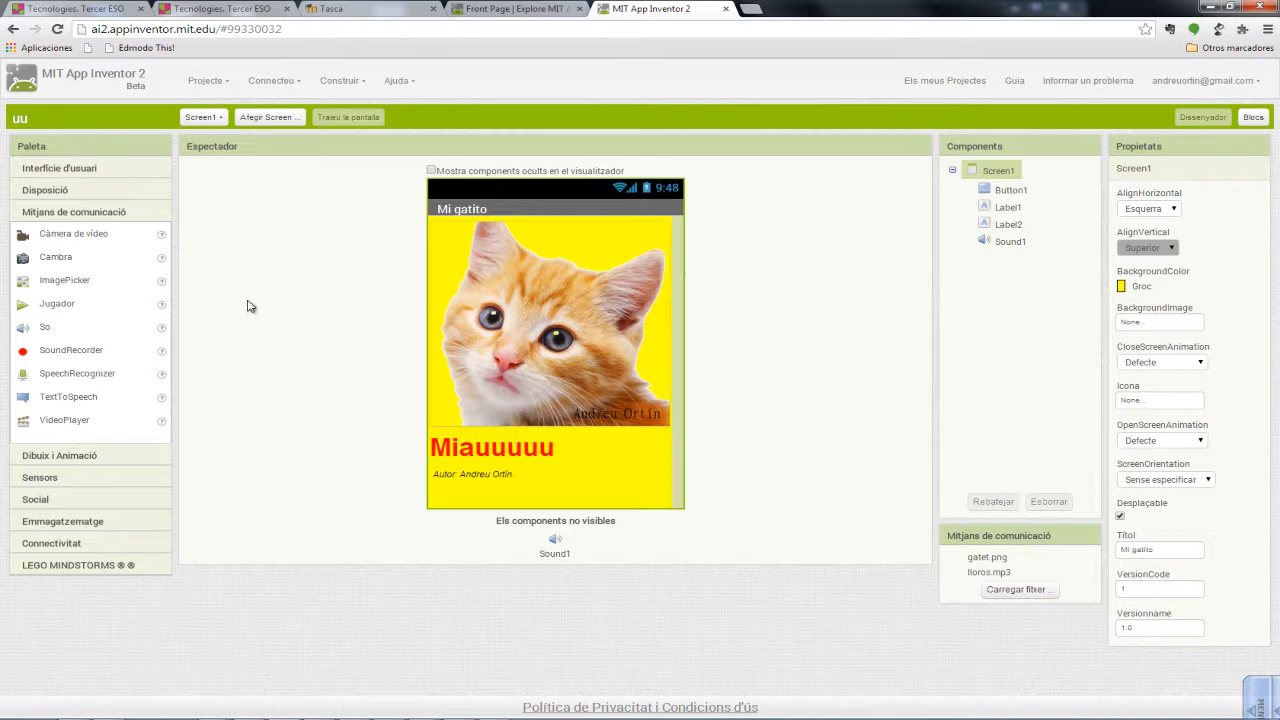 Tecnologies. Tercer ESO
Tecnologies. Tercer ESO
Tasca
Front Page | Explore MIT A
MIT App Inventor 2
ai2.appinventor.mit.edu/#99330032
Aplicaciones
Edmodo This!
Otros marcadores
MIT App Inventor 2
Beta
Projecte
Connecteu
Construir
Ajuda
Els meus Projectes
Guia
Informar un problema
andreuortin@gmail.com
uu
Screen1
Afegir Screen ...
Traieu la pantalla
Dissenyador
Blocs
Paleta
Interfície d'usuari
Disposició
Mitjans de comunicació
Càmera de vídeo
Cambra
ImagePicker
Jugador
So
SoundRecorder
SpeechRecognizer
TextToSpeech
VideoPlayer
Dibuix i Animació
Sensors
Social
Emmagatzematge
Connectivitat
LEGO MINDSTORMS ® ®
Espectador
Mostra components ocults en el visualitzador
9:48
Mi gatito
Andreu Ortín
Miauuuuu
Autor: Andreu Ortín.
Els components no visibles
Sound1
Components
Screen1
Button1
Label1
Label2
Sound1
Rebatejar
Esborrar
Mitjans de comunicació
gatet.png
lloros.mp3
Carregar fitxer ...
Propietats
Screen1
AlignHorizontal
Esquerra
AlignVertical
Superior
BackgroundColor
Groc
BackgroundImage
None...
CloseScreenAnimation
Defecte
Icona
None...
OpenScreenAnimation
Defecte
ScreenOrientation
Sense especificar
Desplaçable
Títol
Mi gatito
VersionCode
1
Versionname
1.0
Política de Privacitat i Condicions d'ús